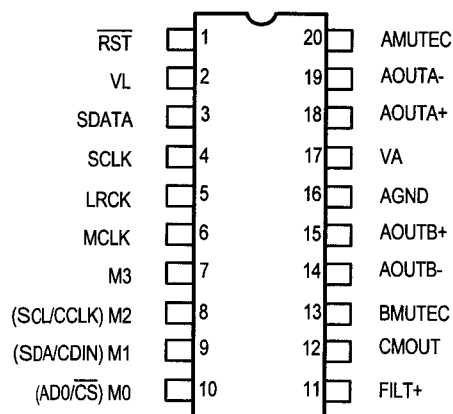 RST 1 20 AMUTEC
VL 2 19 AOUTA-
SDATA 3 18 AOUTA+
SCLK 4 17 VA
LRCK 5 16 AGND
MCLK 6 15 AOUTB+
M3 7 14 AOUTB-
(SCL/CCLK) M2 8 13 BMUTEC
(SDA/CDIN) M1 9 12 CMOUT
(AD0/CS) M0 10 11 FILT+